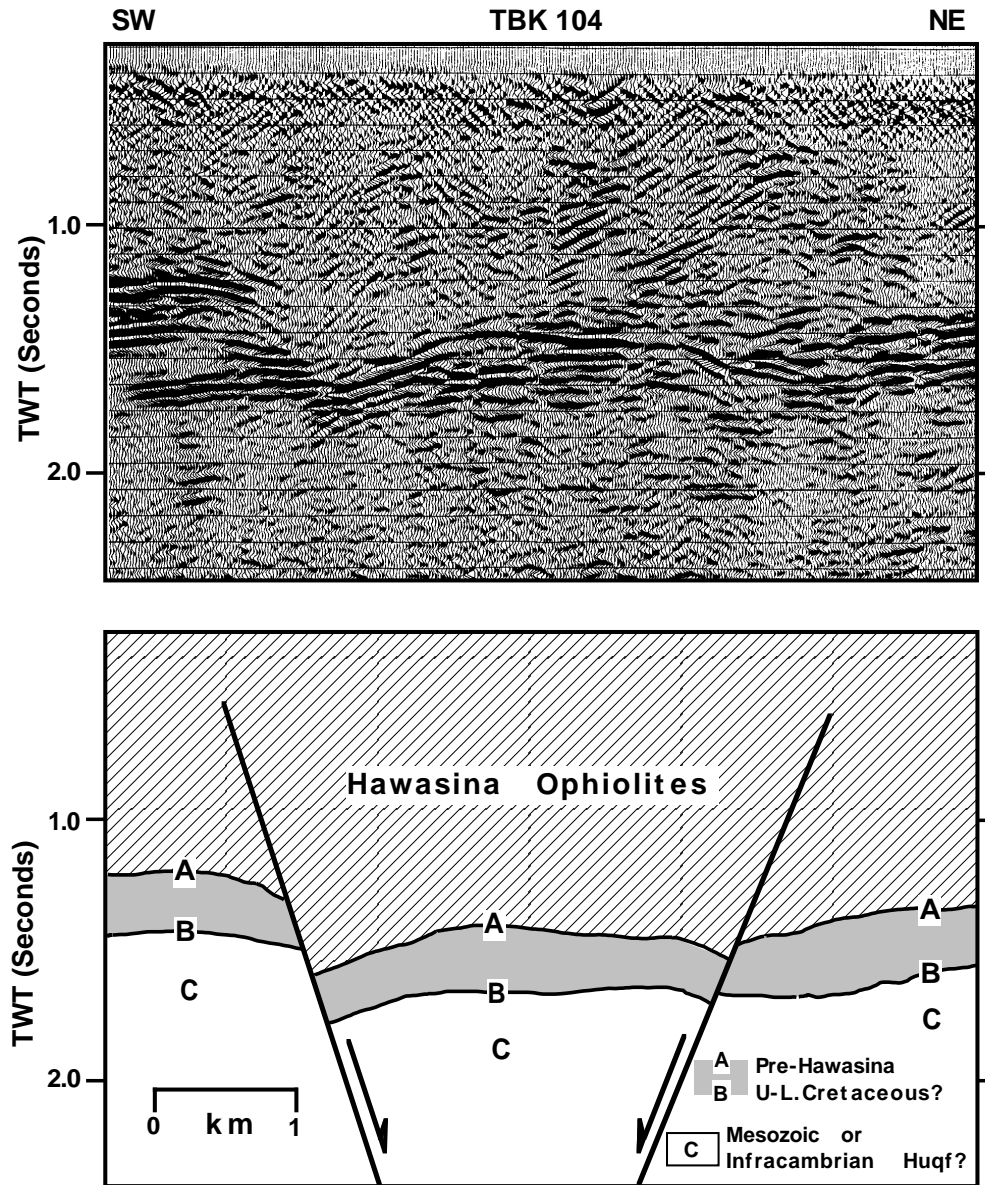 SW TBK 104 NE
TWT (Seconds)
1.0
2.0
Hawasina Ophiolites
TWT (Seconds)
1.0
2.0
A
B
C
A
B
C
A
B
C
0 km 1
A Pre-Hawasina
B U-L.Cretaceous?
C Mesozoic or
Infracambrian Huqf?